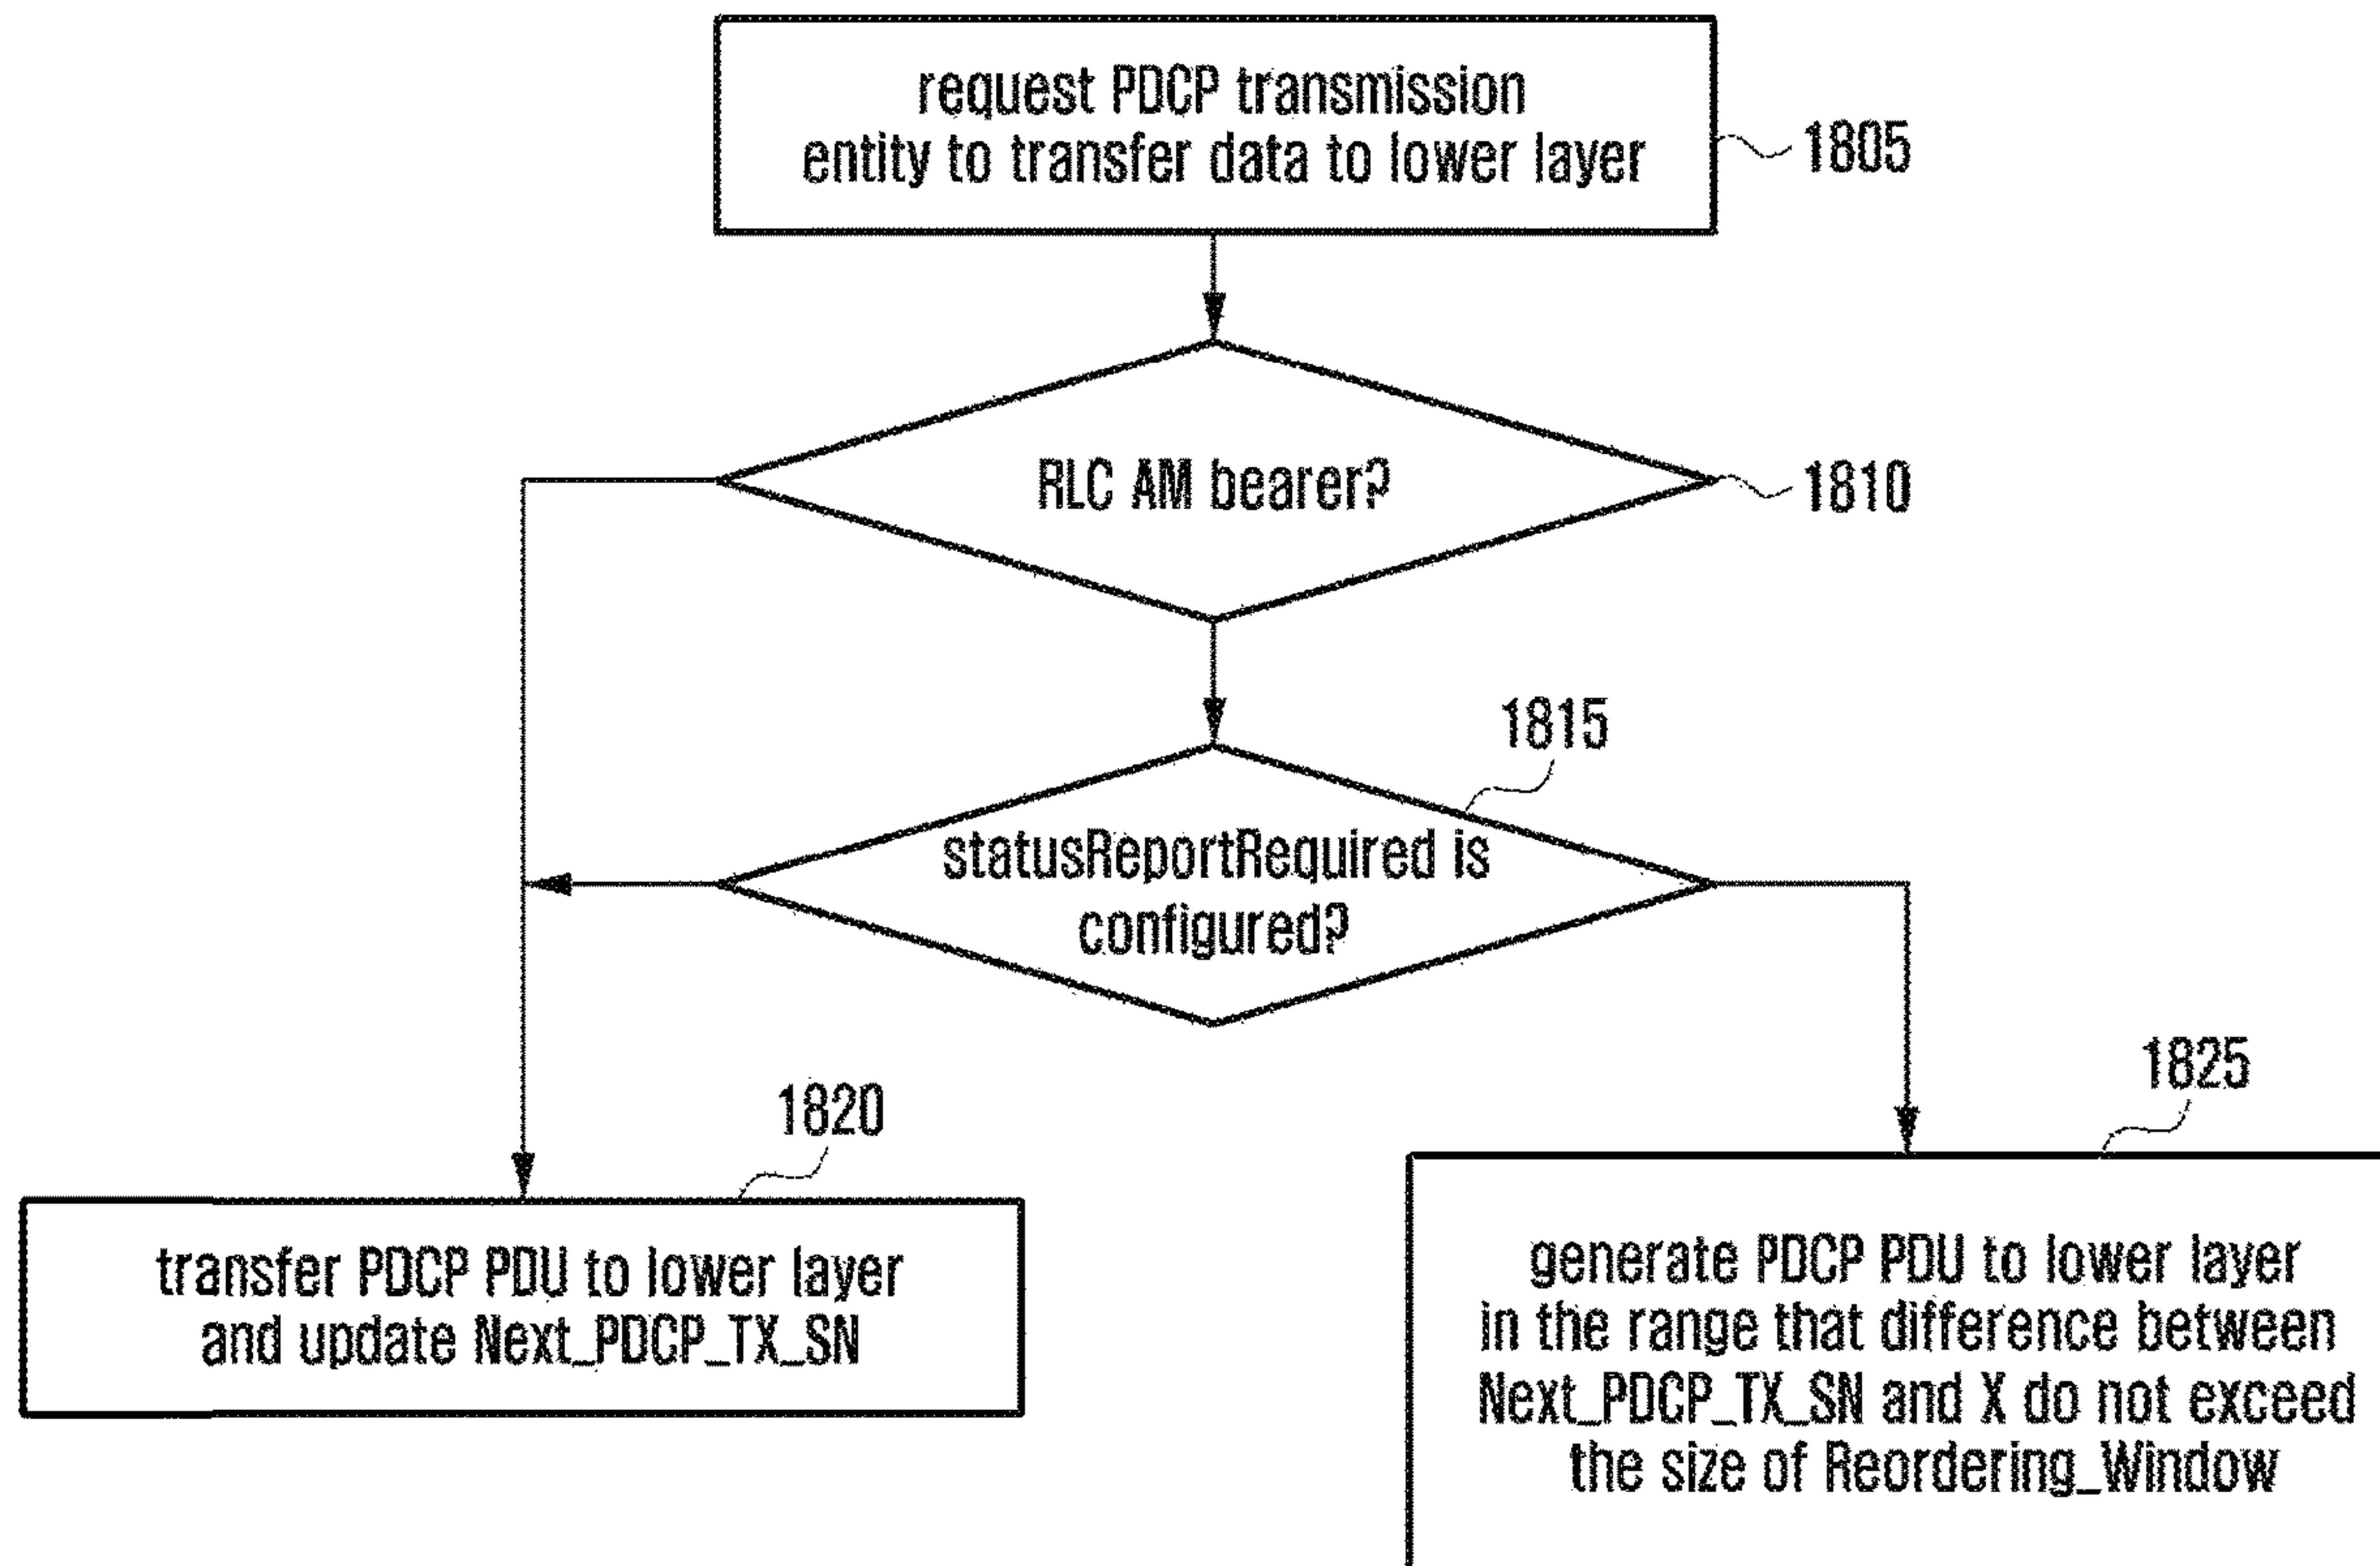 request PDCP transmission
entity to transfer data to lower layer
1805
RLC AM bearer?
1810
1815
statusReportRequired is
configured?
1820
transfer PDCP PDU to lower layer
and update Next_PDCP_TX_SN
1825
generate PDCP PDU to lower layer
in the range that difference between
Next_PDCP_TX_SN and X do not exceed
the size of Reordering_Window